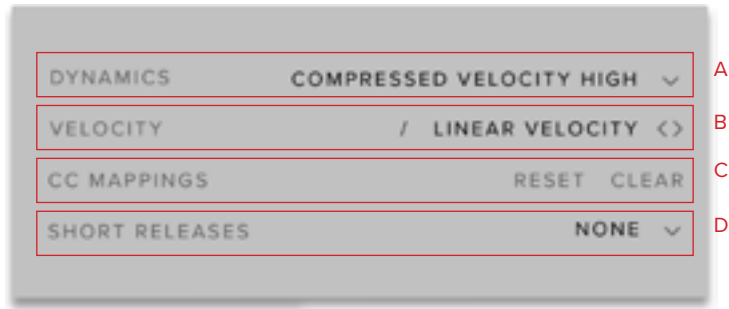 DYNAMICS COMPRESSED VELOCITY HIGH A
VELOCITY / LINEAR VELOCITY <> B
CC MAPPINGS RESET CLEAR C
SHORT RELEASES NONE D